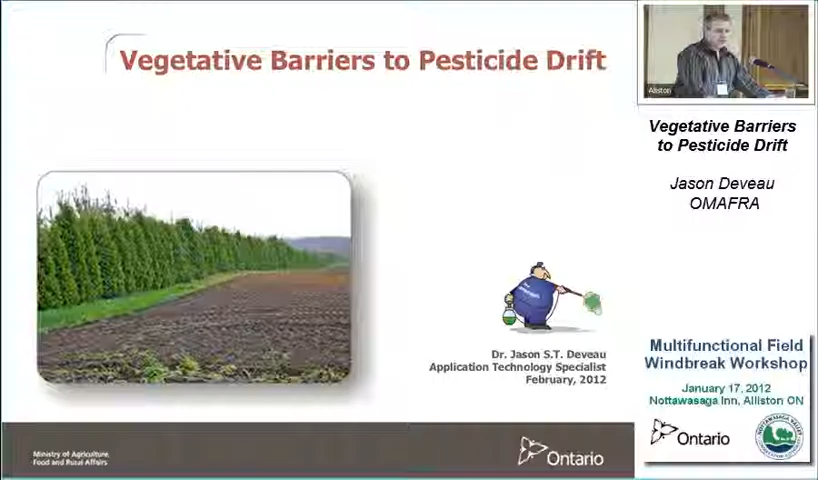 Vegetative Barriers to Pesticide Drift
Dr. Jason S.T. Deveau
Application Technology Specialist
February, 2012
Ministry of Agriculture,
Food and Rural Affairs
Ontario
Alliston
Vegetative Barriers
to Pesticide Drift
Jason Deveau
OMAFRA
Multifunctional Field
Windbreak Workshop
January 17, 2012
Nottawasaga Inn, Alliston ON
Ontario
NOTTAWASAGA VALLEY